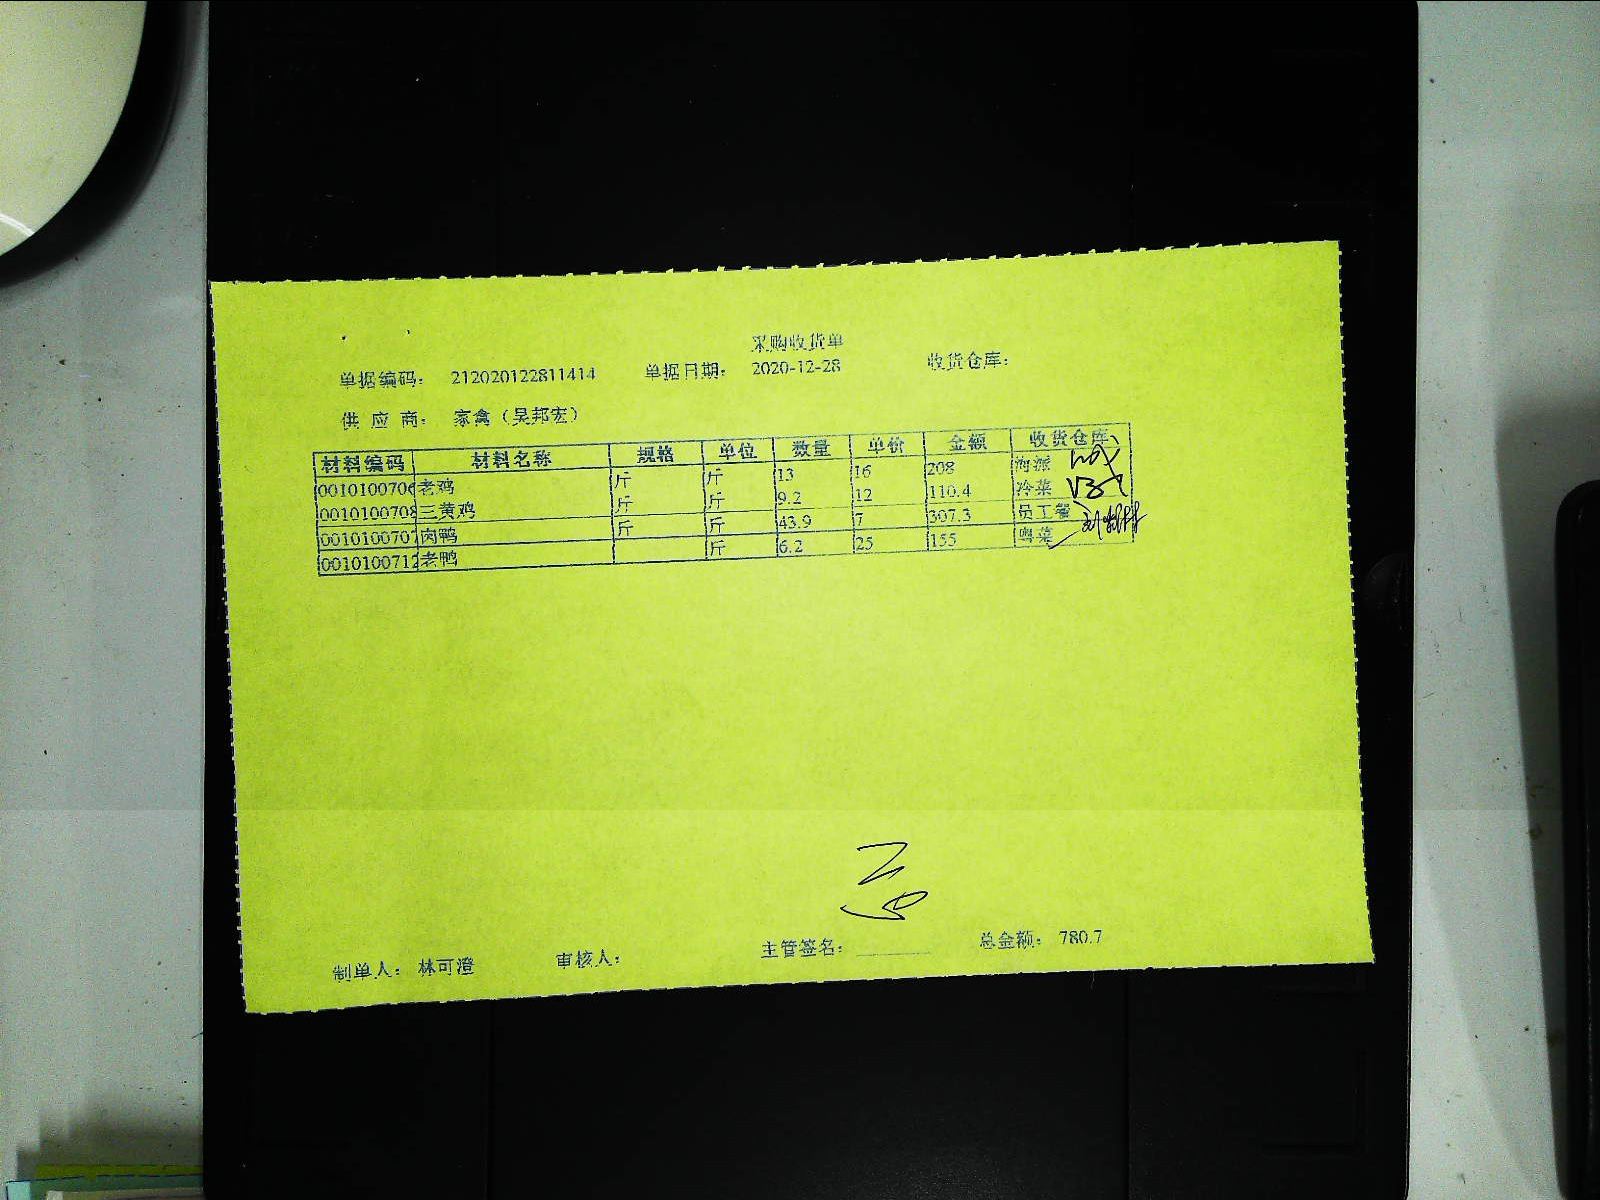 采购收货单
单据编码： 212020122811414 单据日期： 2020-12-28 收货仓库：
供 应 商： 家禽（吴邦宏）
材料编码 材料名称 规格 单位 数量 单价 金额 收货仓库
0010100706 老鸡 斤 斤 13 16 208 海派
0010100708 三黄鸡 斤 斤 9.2 12 110.4 冷菜
0010100707 肉鸭 斤 斤 43.9 7 307.3 员工餐
0010100712 老鸭 斤 6.2 25 155 粤菜
制单人： 林可澄 审核人： 主管签名： 总金额： 780.7